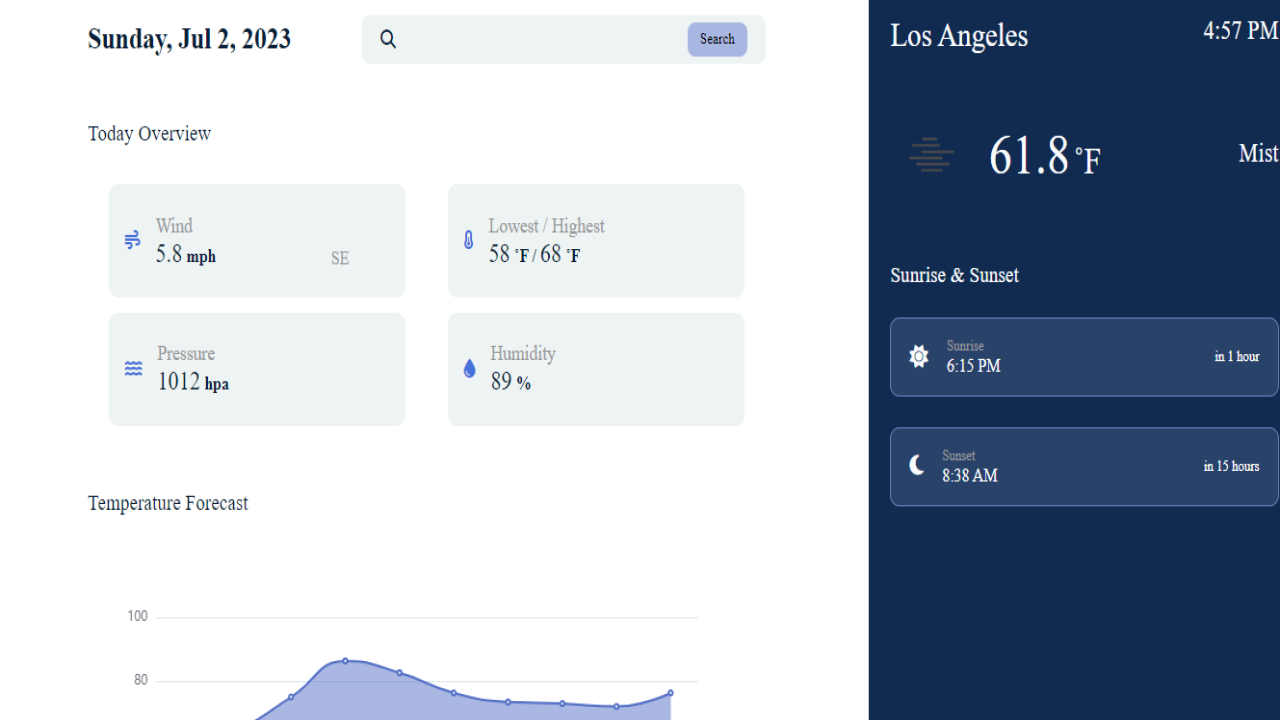 Sunday, Jul 2, 2023
Search
Today Overview
Wind
5.8 mph
SE
Lowest / Highest
58 °F / 68 °F
Pressure
1012 hpa
Humidity
89 %
Temperature Forecast
100
80
Los Angeles
4:57 PM
61.8 °F
Mist
Sunrise & Sunset
Sunrise
6:15 PM
in 1 hour
Sunset
8:38 AM
in 15 hours